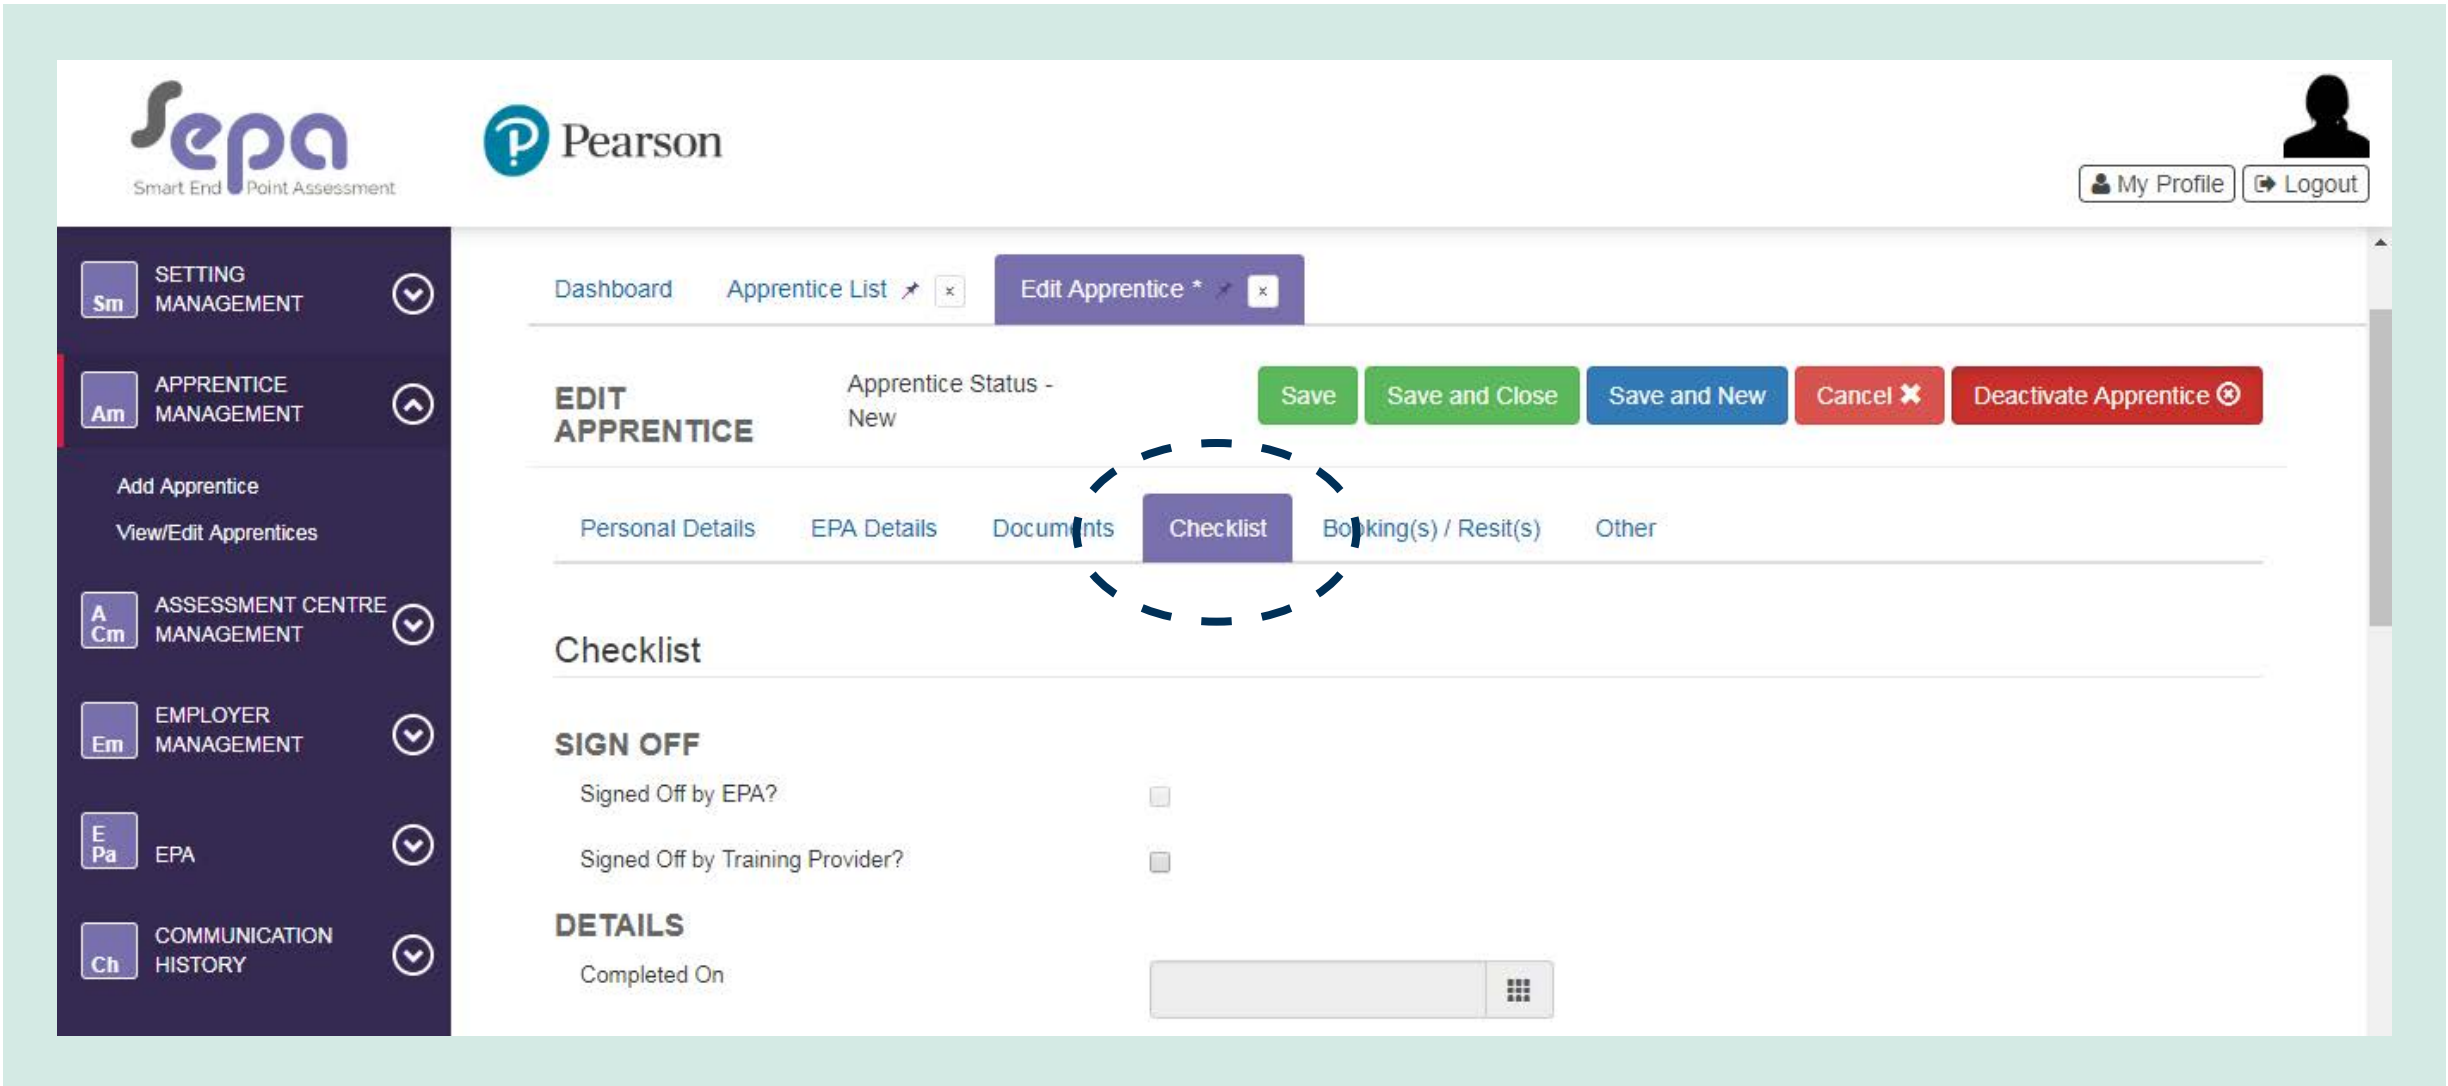 Sepa
Smart End Point Assessment
P Pearson
My Profile
Logout
Sm
SETTING
MANAGEMENT
Am
APPRENTICE
MANAGEMENT
Add Apprentice
View/Edit Apprentices
A
Cm
ASSESSMENT CENTRE
MANAGEMENT
Em
EMPLOYER
MANAGEMENT
E
Pa
EPA
Ch
COMMUNICATION
HISTORY
Dashboard Apprentice List × Edit Apprentice * ×
EDIT
APPRENTICE
Apprentice Status -
New
Save Save and Close Save and New Cancel Deactivate Apprentice
Personal Details EPA Details Documents Checklist Booking(s) / Resit(s) Other
Checklist
SIGN OFF
Signed Off by EPA?
Signed Off by Training Provider?
DETAILS
Completed On